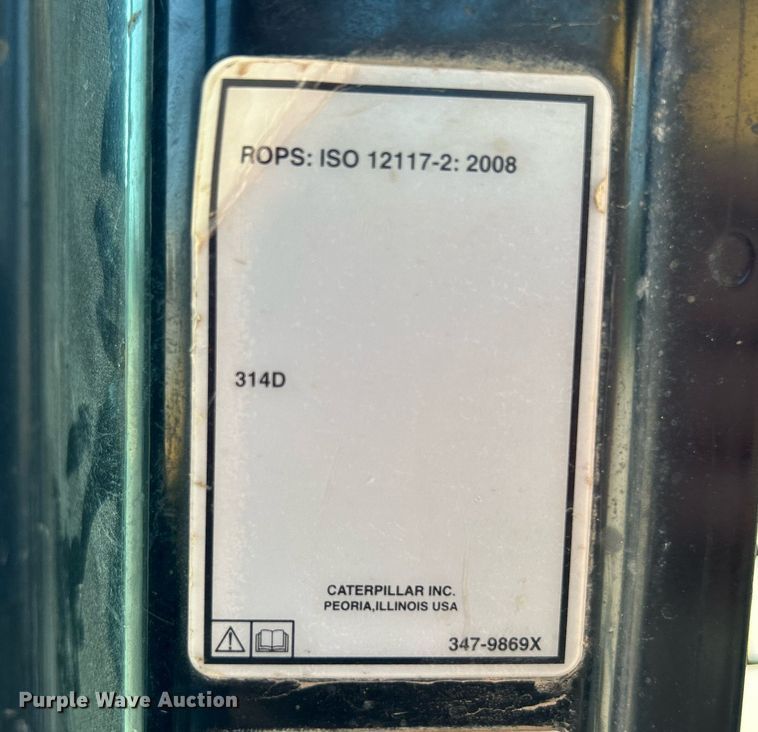 ROPS: ISO 12117-2: 2008
314D
CATERPILLAR INC.
PEORIA,ILLINOIS USA
347-9869X
Purple Wave Auction